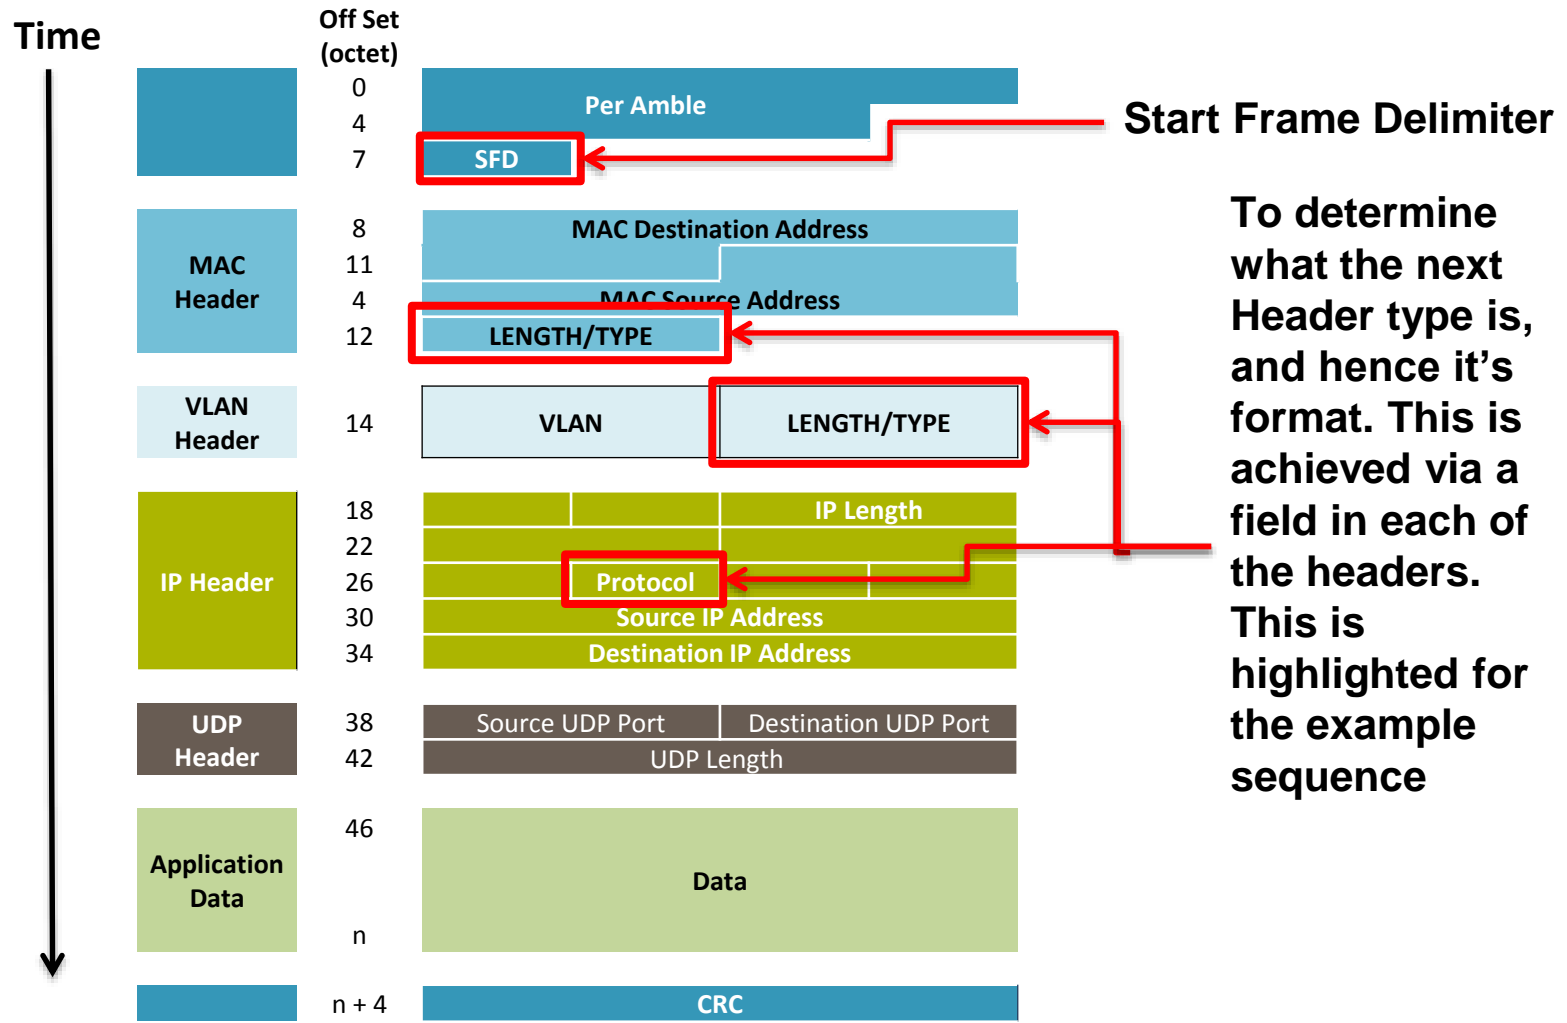 Time
Off Set
(octet)
0
Per Amble
4
7
SFD
Start Frame Delimiter
MAC
Header
8
MAC Destination Address
11
4
MAC Source Address
12
LENGTH/TYPE
VLAN
Header
14
VLAN
LENGTH/TYPE
IP Header
18
IP Length
22
26
Protocol
30
Source IP Address
34
Destination IP Address
UDP
Header
38
Source UDP Port
Destination UDP Port
42
UDP Length
Application
Data
46
Data
n
n + 4
CRC
To determine
what the next
Header type is,
and hence it’s
format. This is
achieved via a
field in each of
the headers.
This is
highlighted for
the example
sequence